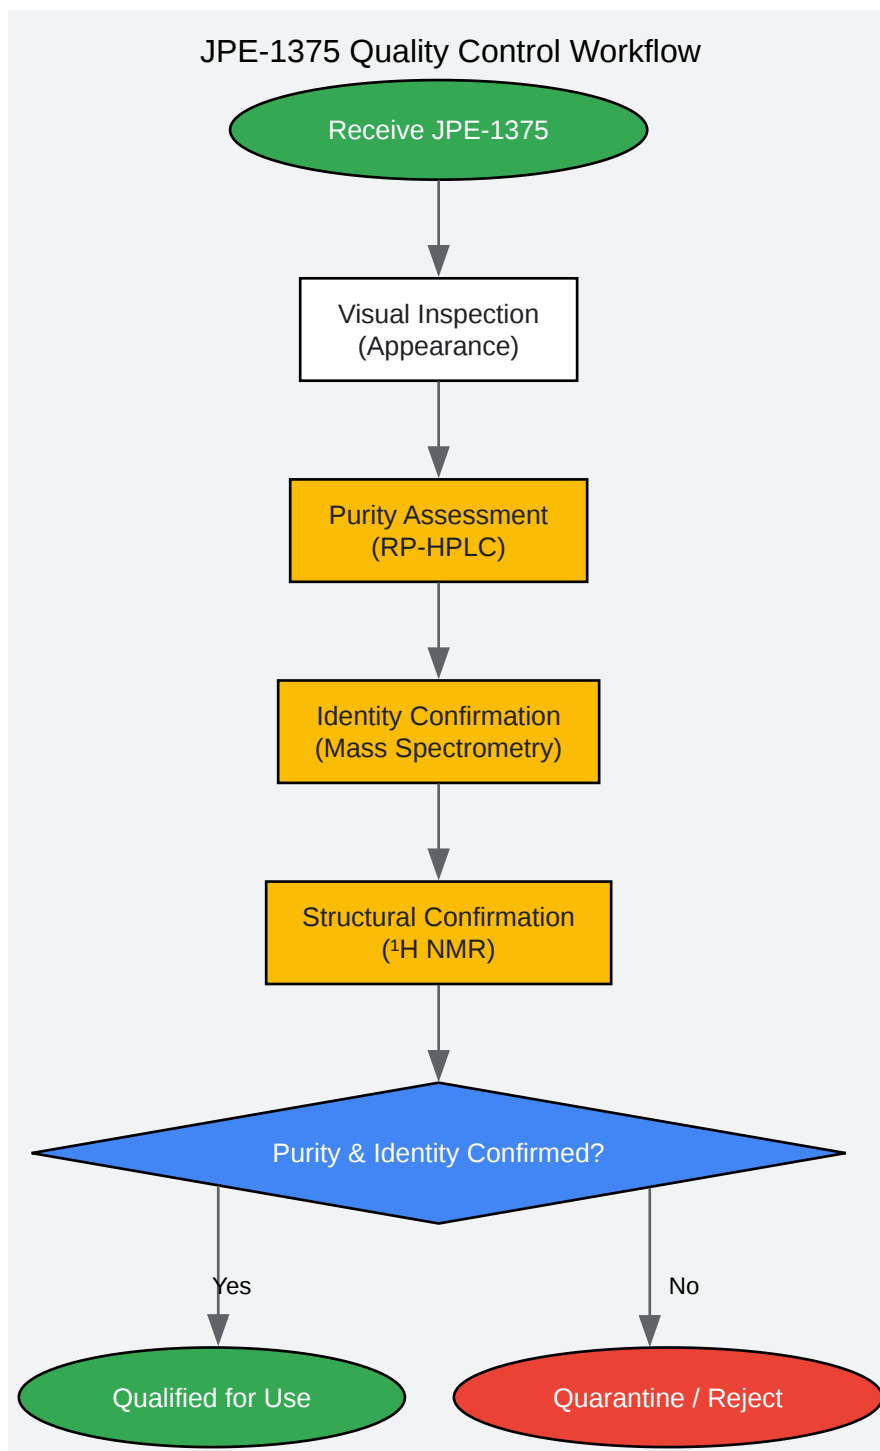 JPE-1375 Quality Control Workflow
Receive JPE-1375
Visual Inspection
(Appearance)
Purity Assessment
(RP-HPLC)
Identity Confirmation
(Mass Spectrometry)
Structural Confirmation
(¹H NMR)
Purity & Identity Confirmed?
Yes
No
Qualified for Use
Quarantine / Reject